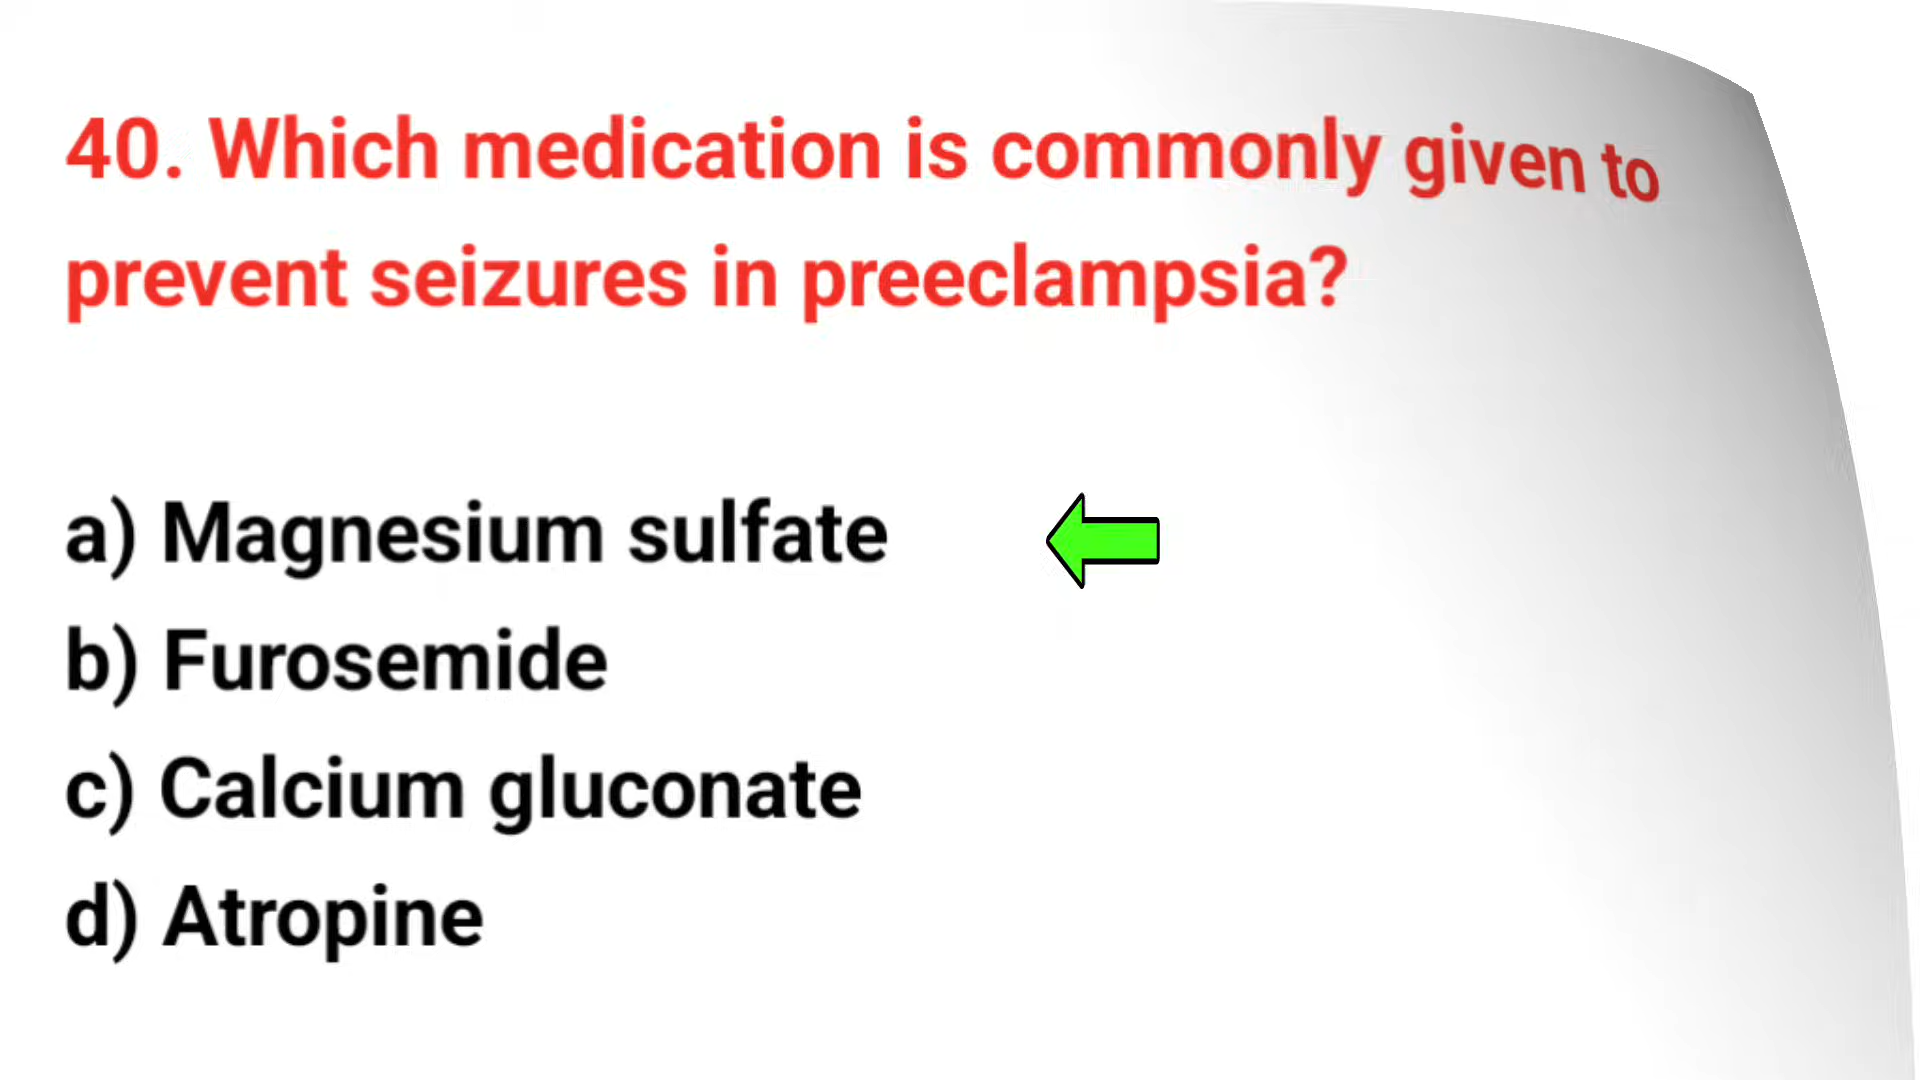 40. Which medication is commonly given to
prevent seizures in preeclampsia?
a) Magnesium sulfate
b) Furosemide
c) Calcium gluconate
d) Atropine